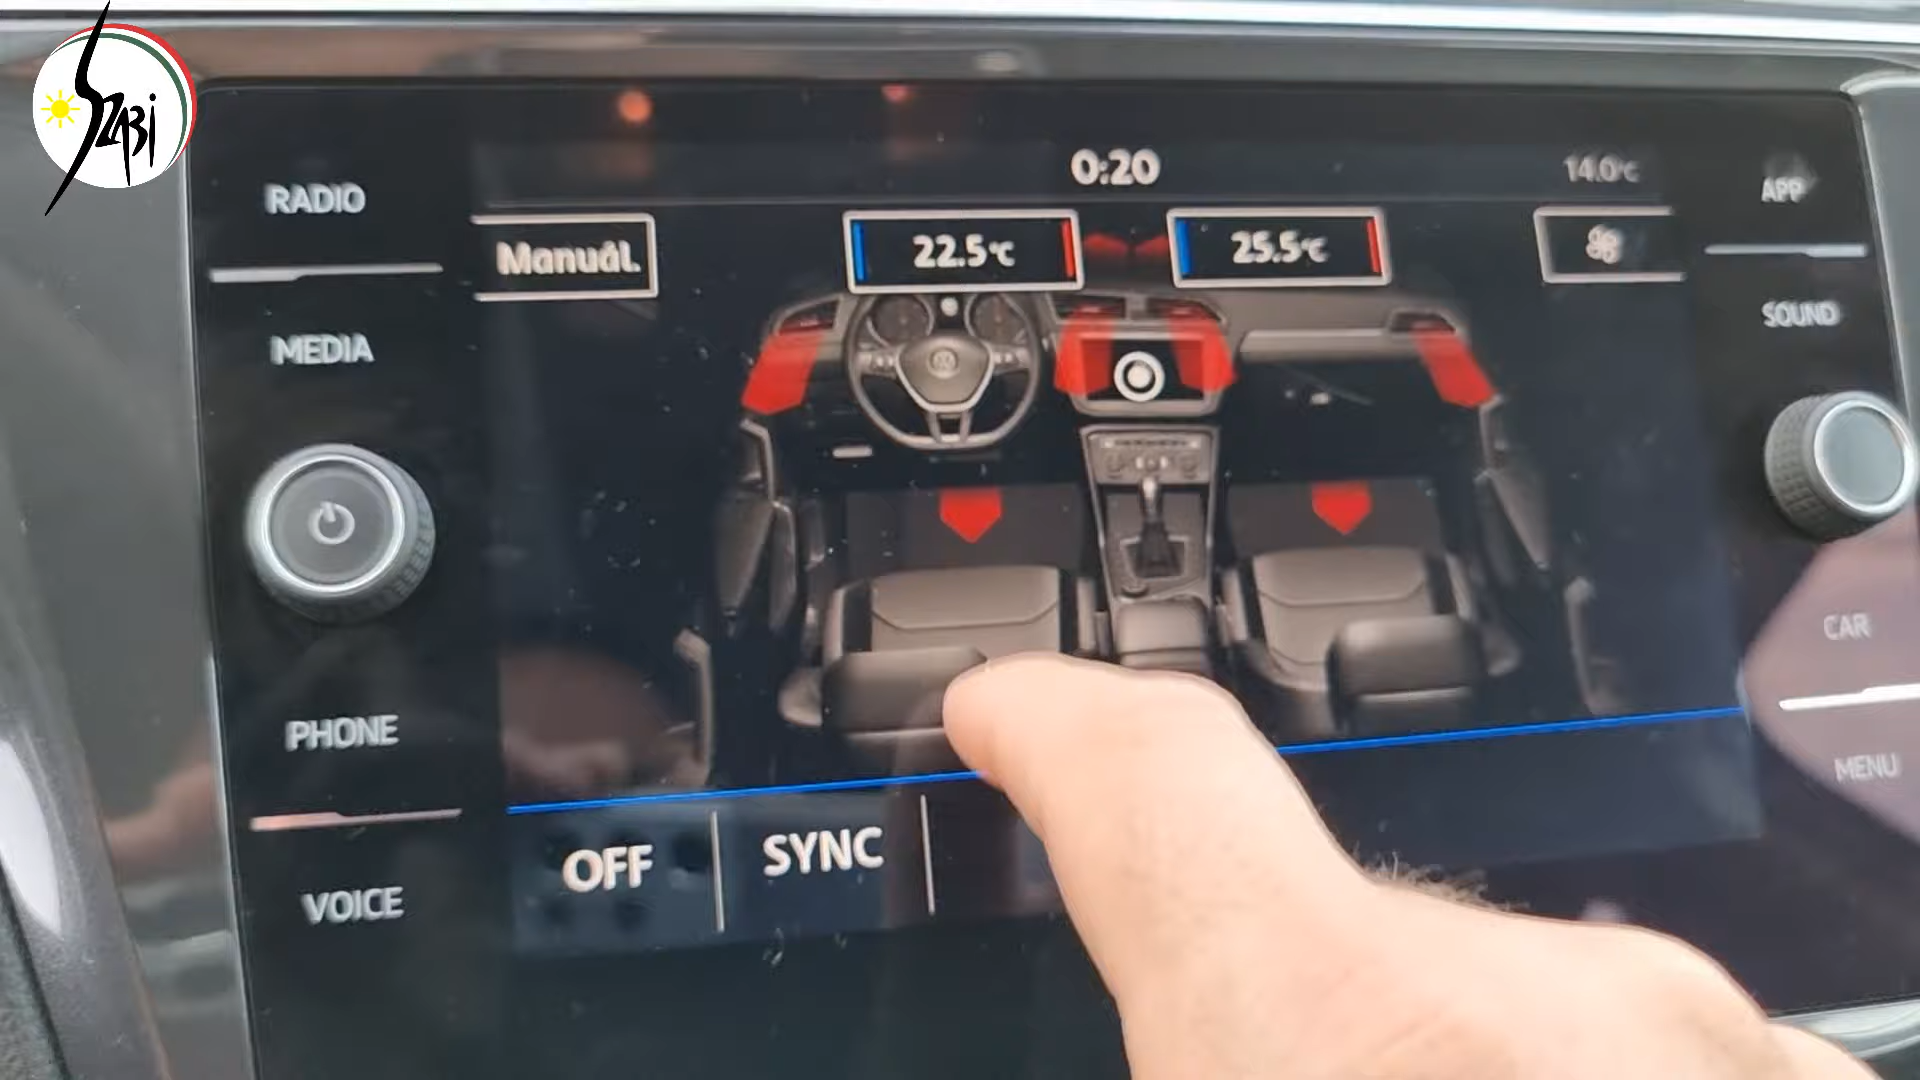 SZABi
0:20
14.0°C
RADIO
APP
Manuál.
22.5°C
25.5°C
MEDIA
SOUND
PHONE
CAR
MENU
VOICE
OFF
SYNC